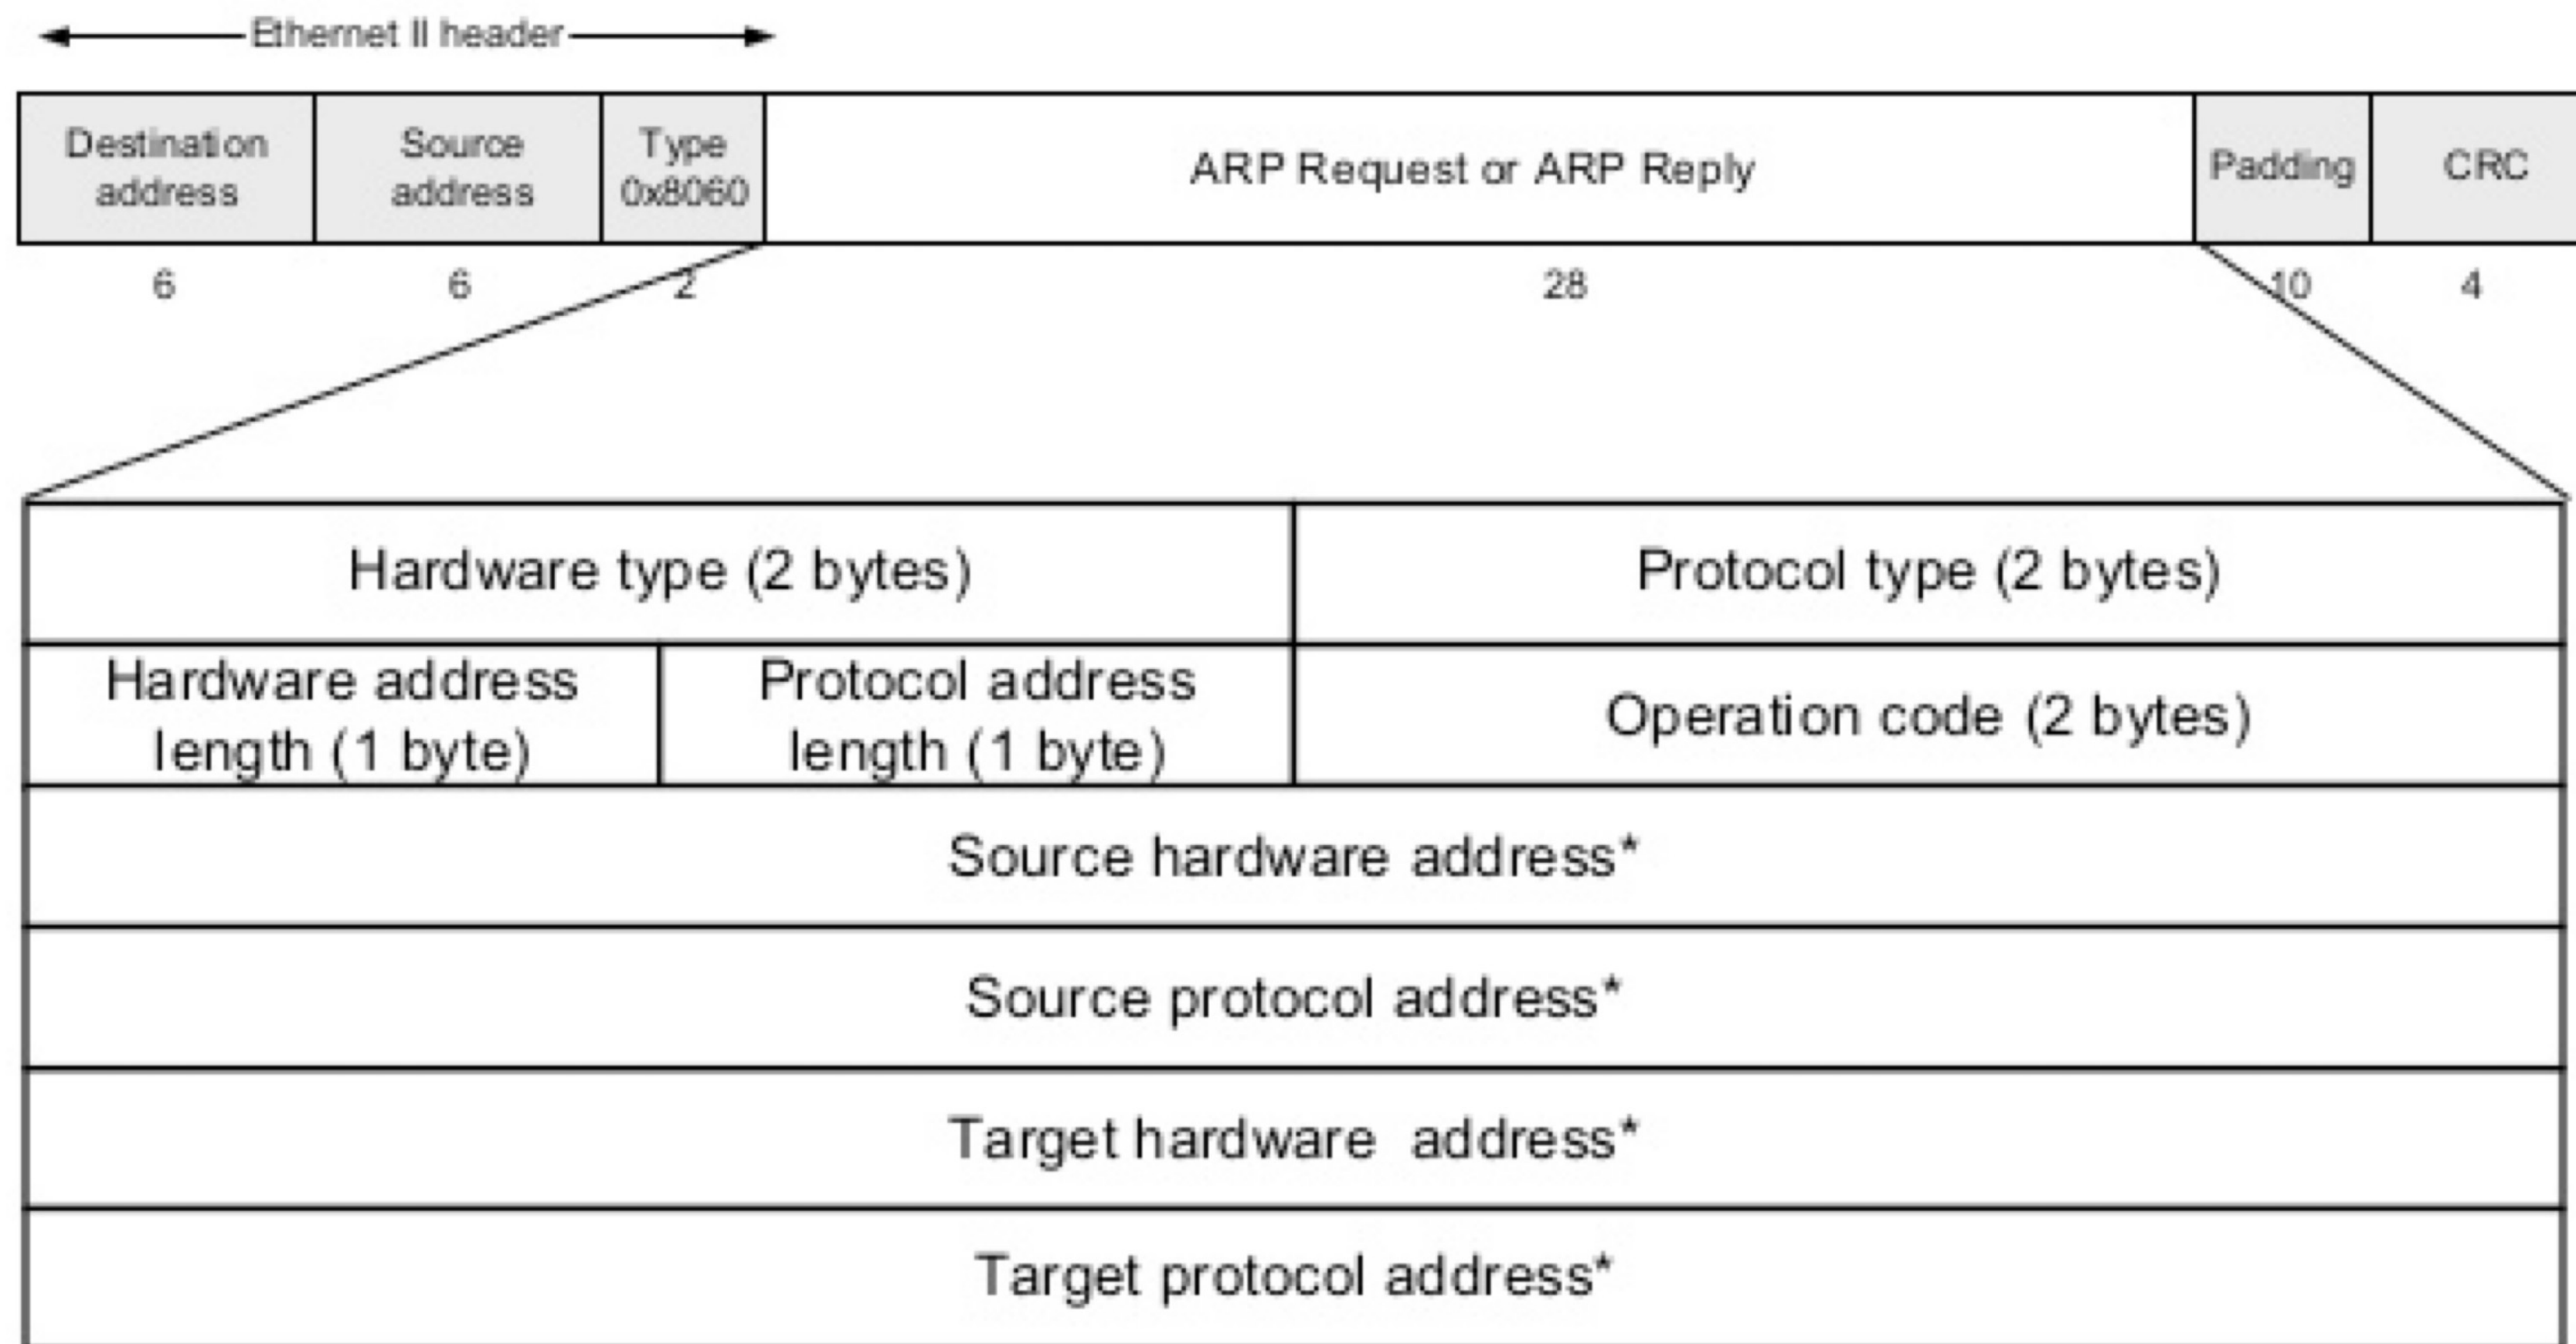 Ethernet II header
Destination
address
Source
address
Type
0x8060
ARP Request or ARP Reply
Padding
CRC
6
6
2
28
10
4
Hardware type (2 bytes)
Protocol type (2 bytes)
Hardware address
length (1 byte)
Protocol address
length (1 byte)
Operation code (2 bytes)
Source hardware address*
Source protocol address*
Target hardware address*
Target protocol address*